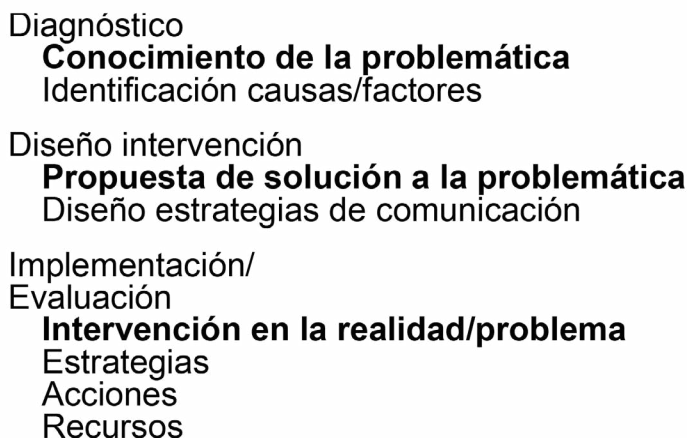 Diagnóstico
Conocimiento de la problemática
Identificación causas/factores
Diseño intervención
Propuesta de solución a la problemática
Diseño estrategias de comunicación
Implementación/
Evaluación
Intervención en la realidad/problema
Estrategias
Acciones
Recursos